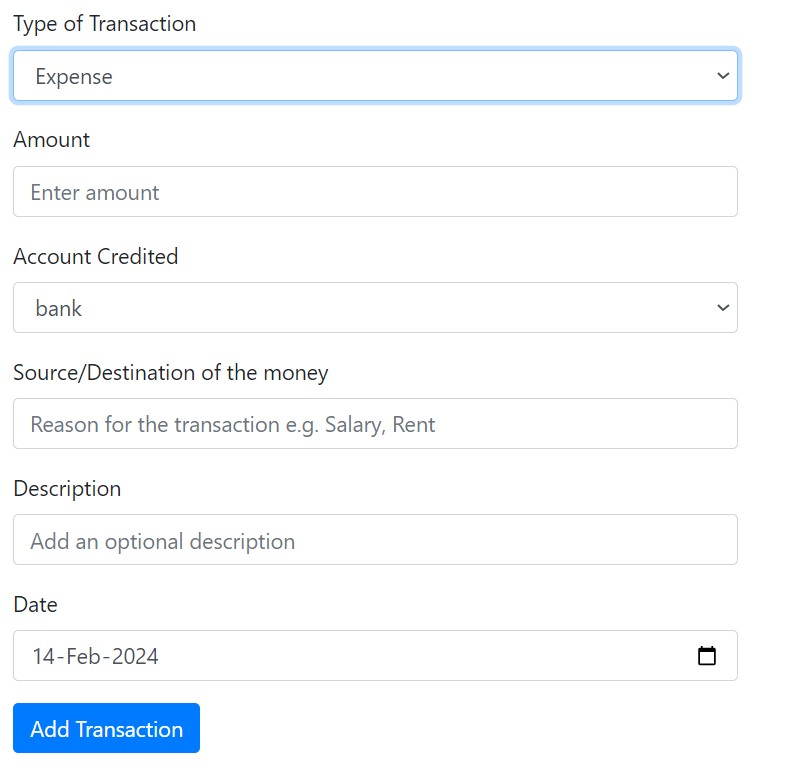 Type of Transaction
Expense
Amount
Enter amount
Account Credited
bank
Source/Destination of the money
Reason for the transaction e.g. Salary, Rent
Description
Add an optional description
Date
14-Feb-2024
Add Transaction